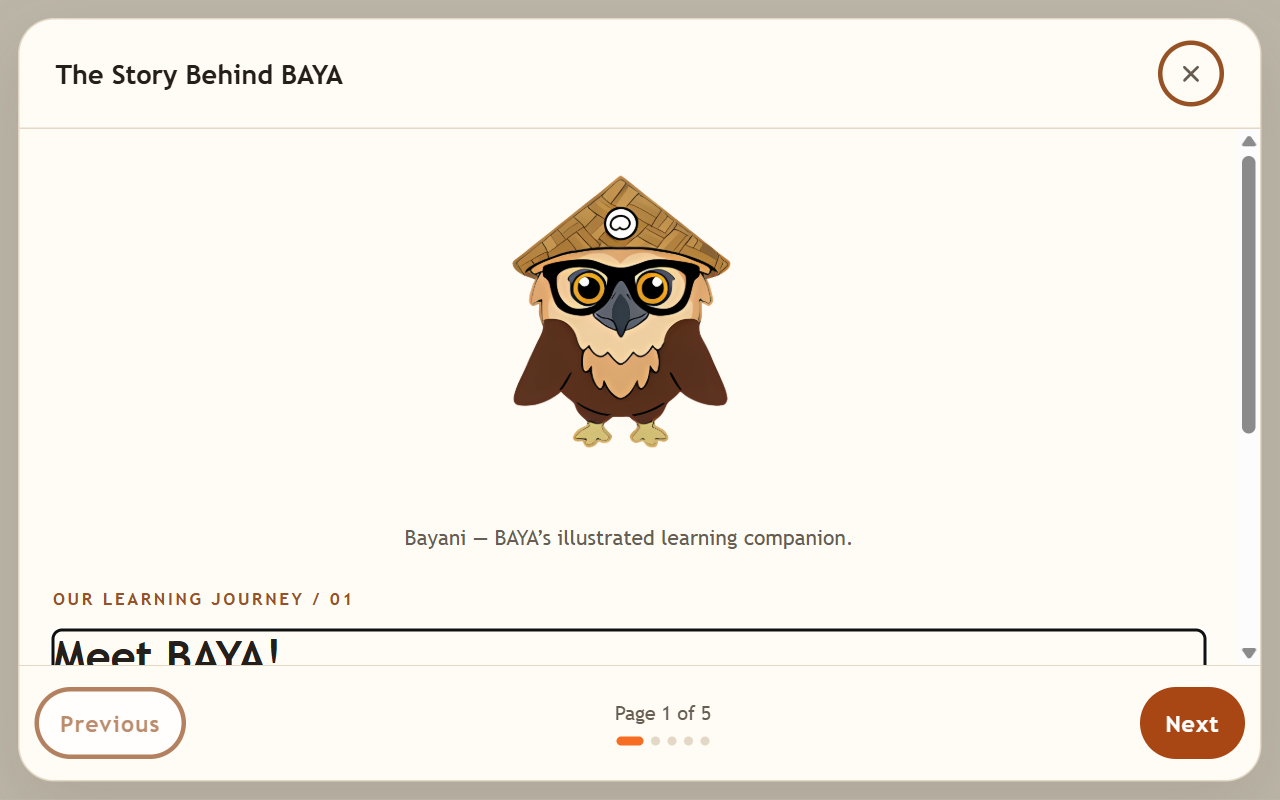 The Story Behind BAYA
Bayani — BAYA’s illustrated learning companion.
OUR LEARNING JOURNEY / 01
Meet BAYA!
Previous
Page 1 of 5
Next